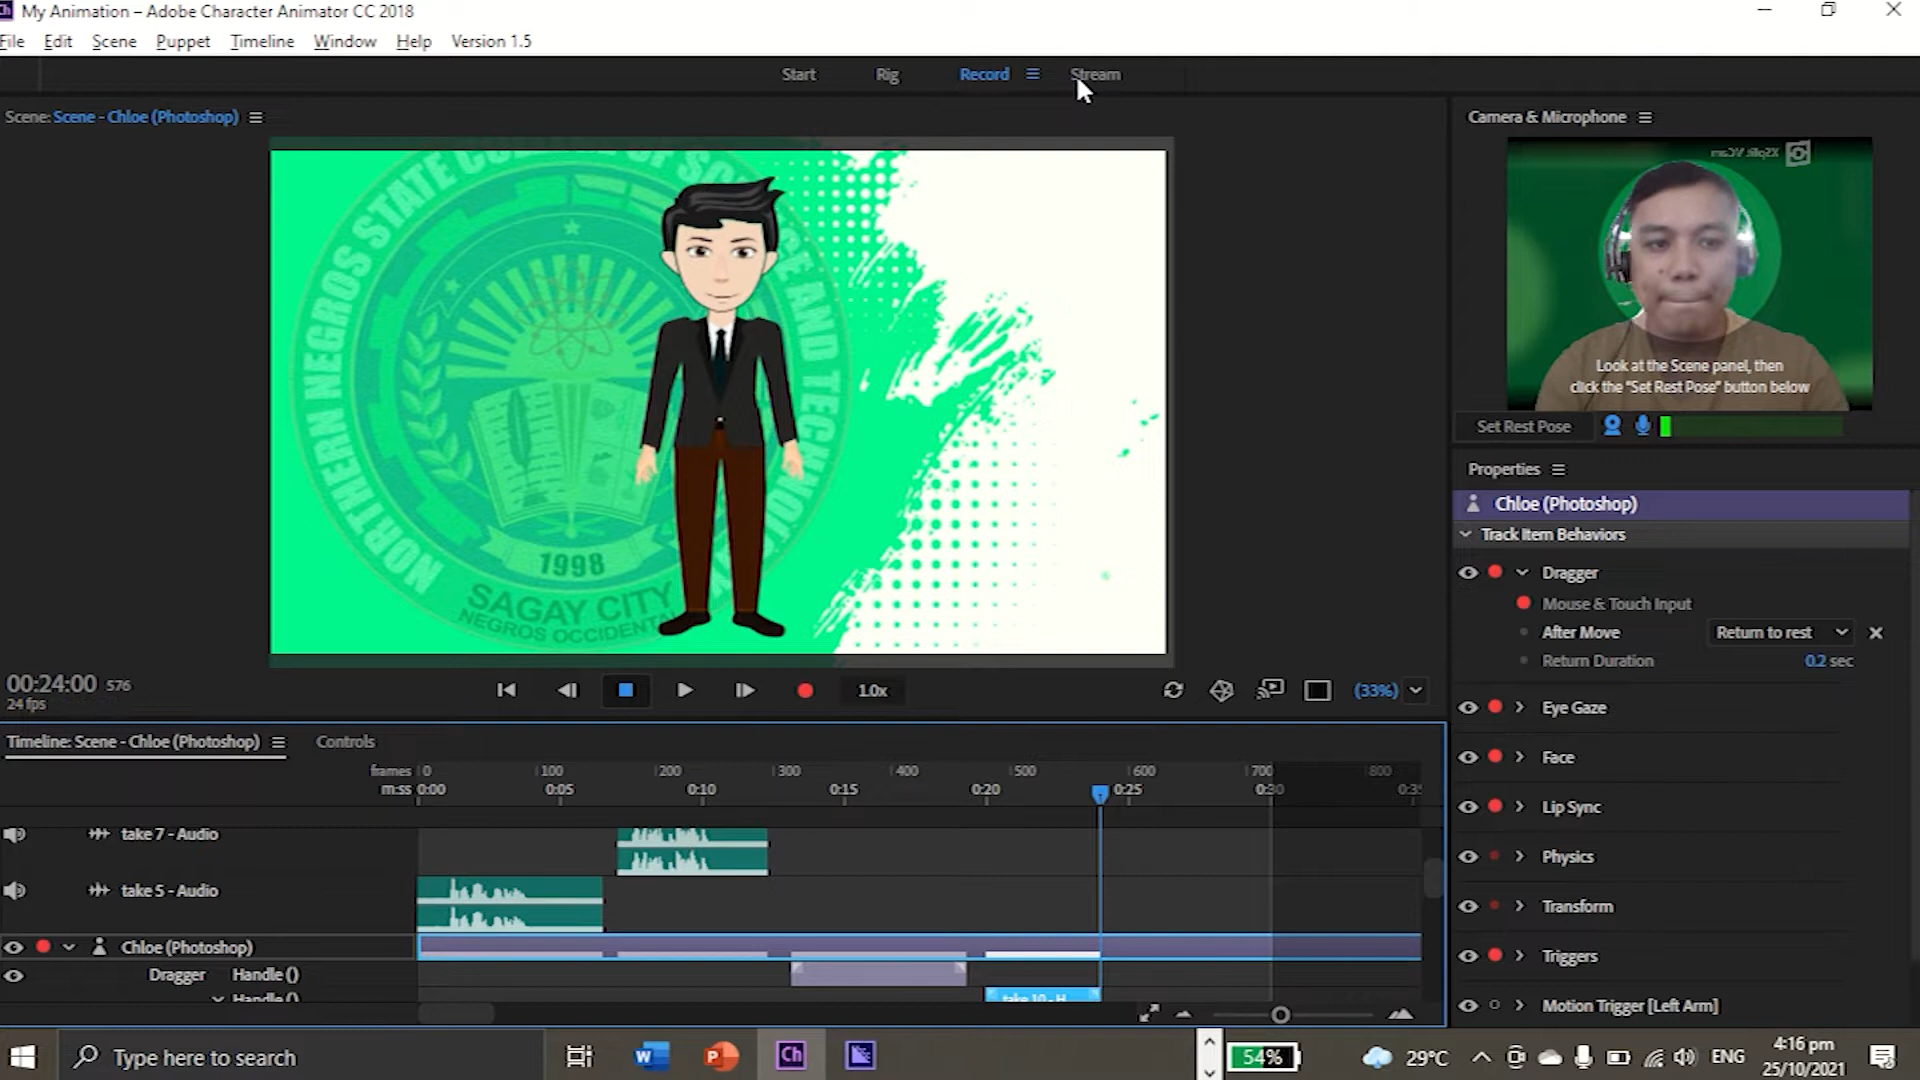 Ch My Animation – Adobe Character Animator CC 2018
File Edit Scene Puppet Timeline Window Help Version 1.5
Start Rig Record Stream
Scene: Scene - Chloe (Photoshop)
Camera & Microphone
XSplit VCam
NORTHERN NEGROS STATE COLLEGE OF SCIENCE AND TECHNOLOGY
1998
SAGAY CITY
NEGROS OCCIDENTAL
Look at the Scene panel, then
click the “Set Rest Pose” button below
Set Rest Pose
Properties
Chloe (Photoshop)
Track Item Behaviors
Dragger
Mouse & Touch Input
After Move Return to rest
Return Duration 0.2 sec
Eye Gaze
Face
Lip Sync
Physics
Transform
Triggers
Motion Trigger [Left Arm]
00:24:00 576
24 fps
1.0x
(33%)
Timeline: Scene - Chloe (Photoshop) Controls
frames 0 100 200 300 400 500 600 700 800
m:ss 0:00 0:05 0:10 0:15 0:20 0:25 0:30
take 7 - Audio
take 5 - Audio
Chloe (Photoshop)
Dragger Handle ()
Handle ()
take 10 - H
Type here to search
W
P
Ch
54%
29°C
ENG
4:16 pm
25/10/2021